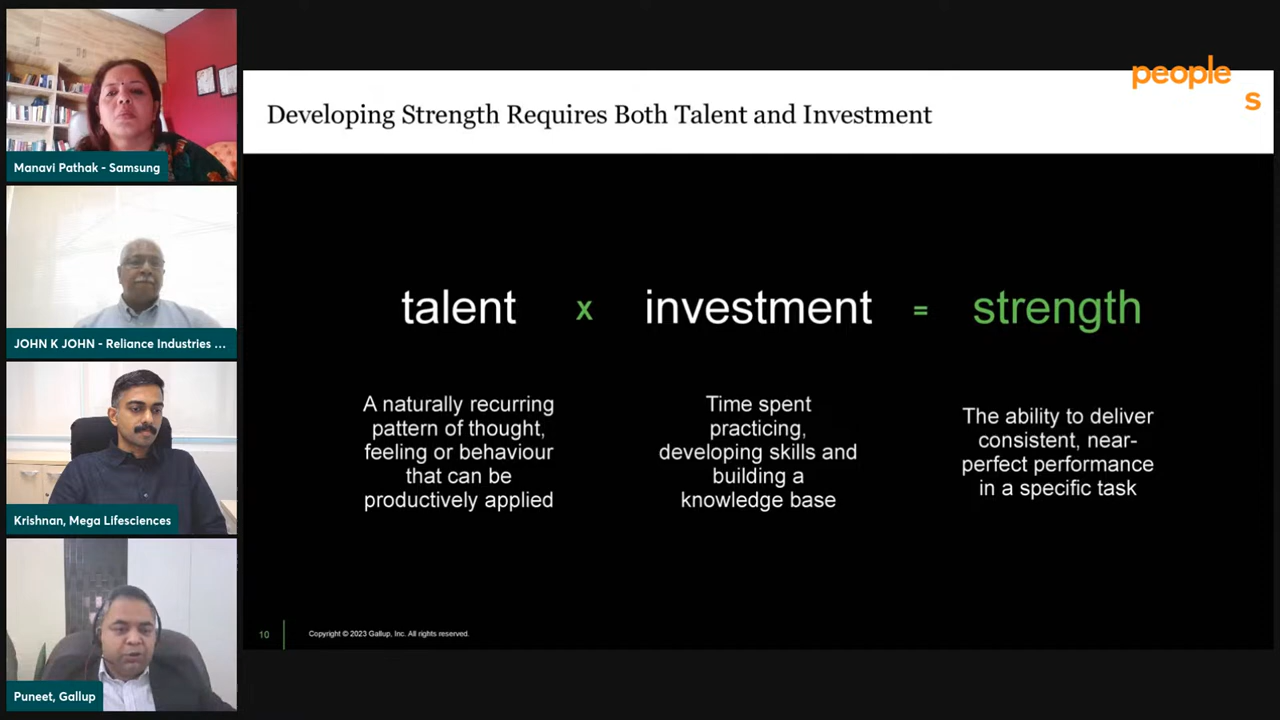 Manavi Pathak - Samsung
JOHN K JOHN - Reliance Industries ...
Krishnan, Mega Lifesciences
Puneet, Gallup
people
s
Developing Strength Requires Both Talent and Investment
talent x investment = strength
A naturally recurring
pattern of thought,
feeling or behaviour
that can be
productively applied
Time spent
practicing,
developing skills and
building a
knowledge base
The ability to deliver
consistent, near-
perfect performance
in a specific task
10
Copyright © 2023 Gallup, Inc. All rights reserved.